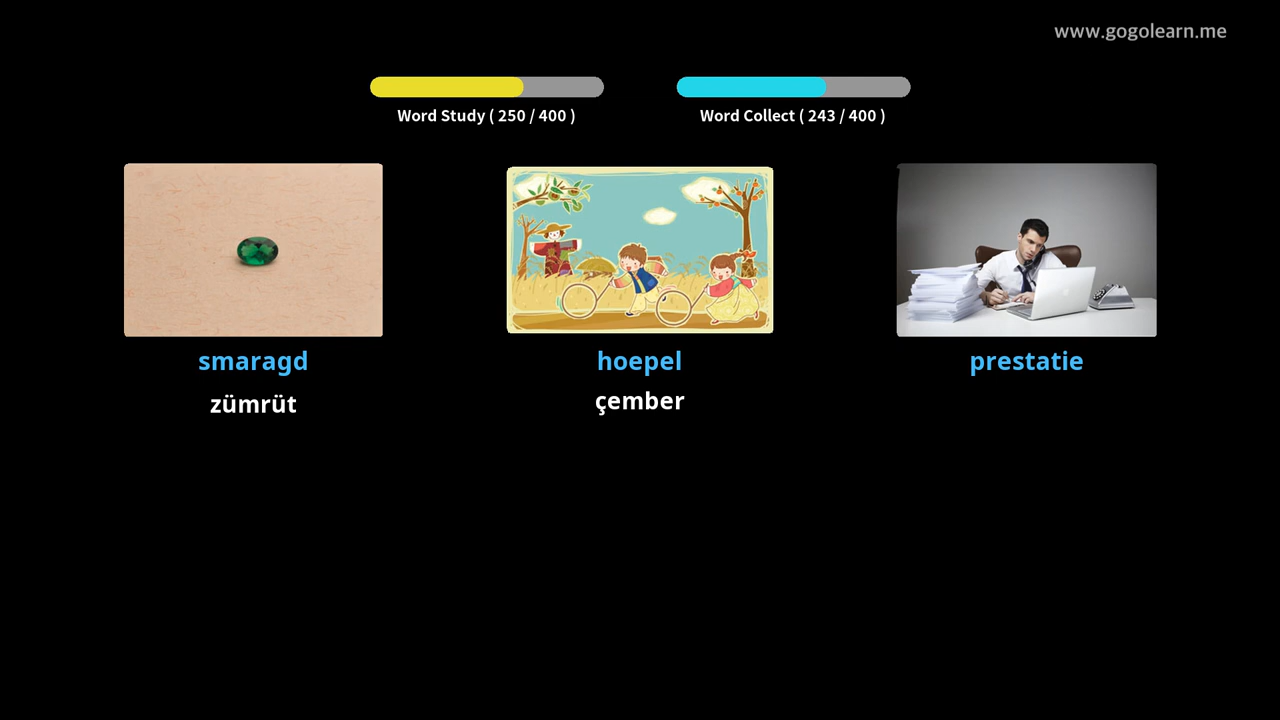 www.gogolearn.me
Word Study ( 250 / 400 )
Word Collect ( 243 / 400 )
smaragd
hoepel
prestatie
zümrüt
çember